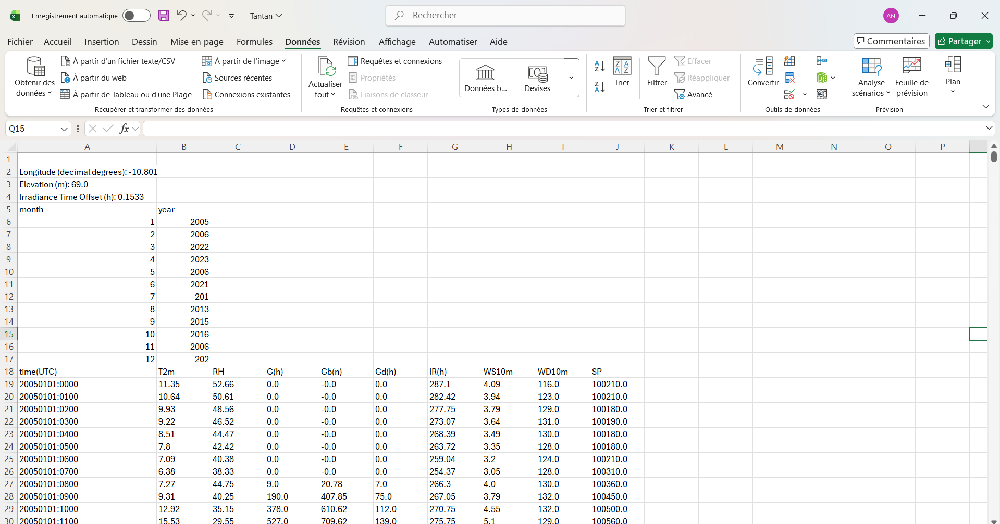 Enregistrement automatique Tantan Rechercher AN
Fichier Accueil Insertion Dessin Mise en page Formules Données Révision Affichage Automatiser Aide Commentaires Partager
Obtenir des données
À partir d'un fichier texte/CSV
À partir du web
À partir de Tableau ou d'une Plage
À partir de l'image
Sources récentes
Connexions existantes
Récupérer et transformer des données
Actualiser tout
Requêtes et connexions
Propriétés
Liaisons de classeur
Requêtes et connexions
Données b...
Devises
Types de données
Trier
Filtrer
Effacer
Réappliquer
Avancé
Trier et filtrer
Convertir
Outils de données
Analyse scénarios
Feuille de prévision
Prévision
Plan
Q15 fx
A B C D E F G H I J K L M N O P
1
2 Longitude (decimal degrees): -10.801
3 Elevation (m): 69.0
4 Irradiance Time Offset (h): 0.1533
5 month year
6 1 2005
7 2 2006
8 3 2022
9 4 2023
10 5 2006
11 6 2021
12 7 201
13 8 2013
14 9 2015
15 10 2016
16 11 2006
17 12 202
18 time(UTC) T2m RH G(h) Gb(n) Gd(h) IR(h) WS10m WD10m SP
19 20050101:0000 11.35 52.66 0.0 -0.0 0.0 287.1 4.09 116.0 100210.0
20 20050101:0100 10.64 50.61 0.0 -0.0 0.0 282.42 3.94 123.0 100210.0
21 20050101:0200 9.93 48.56 0.0 -0.0 0.0 277.75 3.79 129.0 100180.0
22 20050101:0300 9.22 46.52 0.0 -0.0 0.0 273.07 3.64 131.0 100190.0
23 20050101:0400 8.51 44.47 0.0 -0.0 0.0 268.39 3.49 130.0 100180.0
24 20050101:0500 7.8 42.42 0.0 -0.0 0.0 263.72 3.35 128.0 100180.0
25 20050101:0600 7.09 40.38 0.0 -0.0 0.0 259.04 3.2 124.0 100210.0
26 20050101:0700 6.38 38.33 0.0 -0.0 0.0 254.37 3.05 128.0 100310.0
27 20050101:0800 7.27 44.75 9.0 20.78 7.0 266.3 4.0 130.0 100360.0
28 20050101:0900 9.31 40.25 190.0 407.85 75.0 267.05 3.79 132.0 100450.0
29 20050101:1000 12.92 35.15 378.0 610.62 112.0 270.75 4.55 132.0 100500.0
30 20050101:1100 15.53 29.55 527.0 709.62 139.0 275.75 5.1 129.0 100560.0